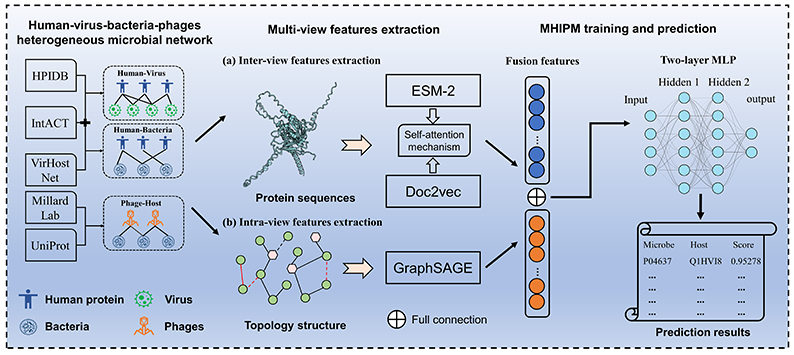 Human-virus-bacteria-phages
heterogeneous microbial network
HPIDB
IntACT
VirHost
Net
Millard
Lab
UniProt
Human-Virus
Human-Bacteria
Phage-Host
Human protein
Virus
Bacteria
Phages
Multi-view features extraction
(a) Inter-view features extraction
Protein sequences
ESM-2
Self-attention
mechanism
Doc2vec
(b) Intra-view features extraction
Topology structure
GraphSAGE
Full connection
MHIPM training and prediction
Fusion features
Two-layer MLP
Hidden 1 Hidden 2
Input
output
Microbe Host Score
P04637 Q1HVI8 0.95278
... ... ...
... ... ...
... ... ...
Prediction results